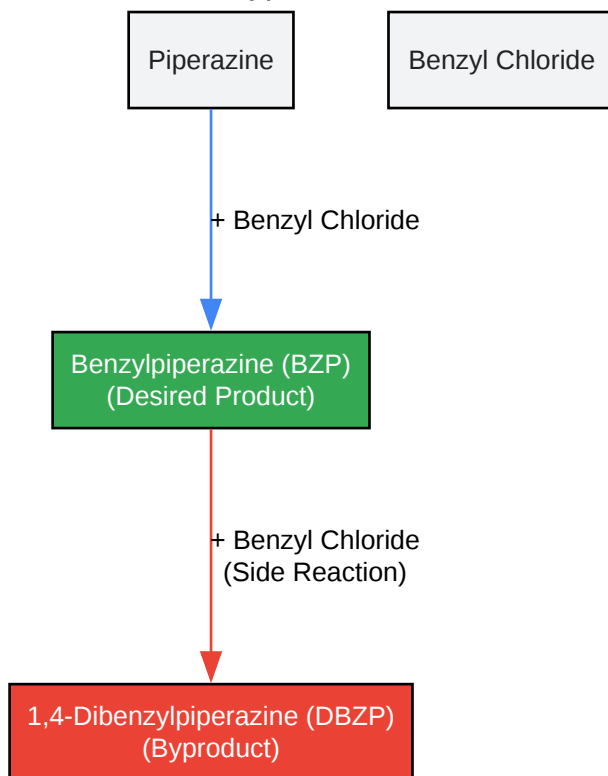 Piperazine
Benzyl Chloride
+ Benzyl Chloride
Benzylpiperazine (BZP)
(Desired Product)
+ Benzyl Chloride
(Side Reaction)
1,4-Dibenzylpiperazine (DBZP)
(Byproduct)